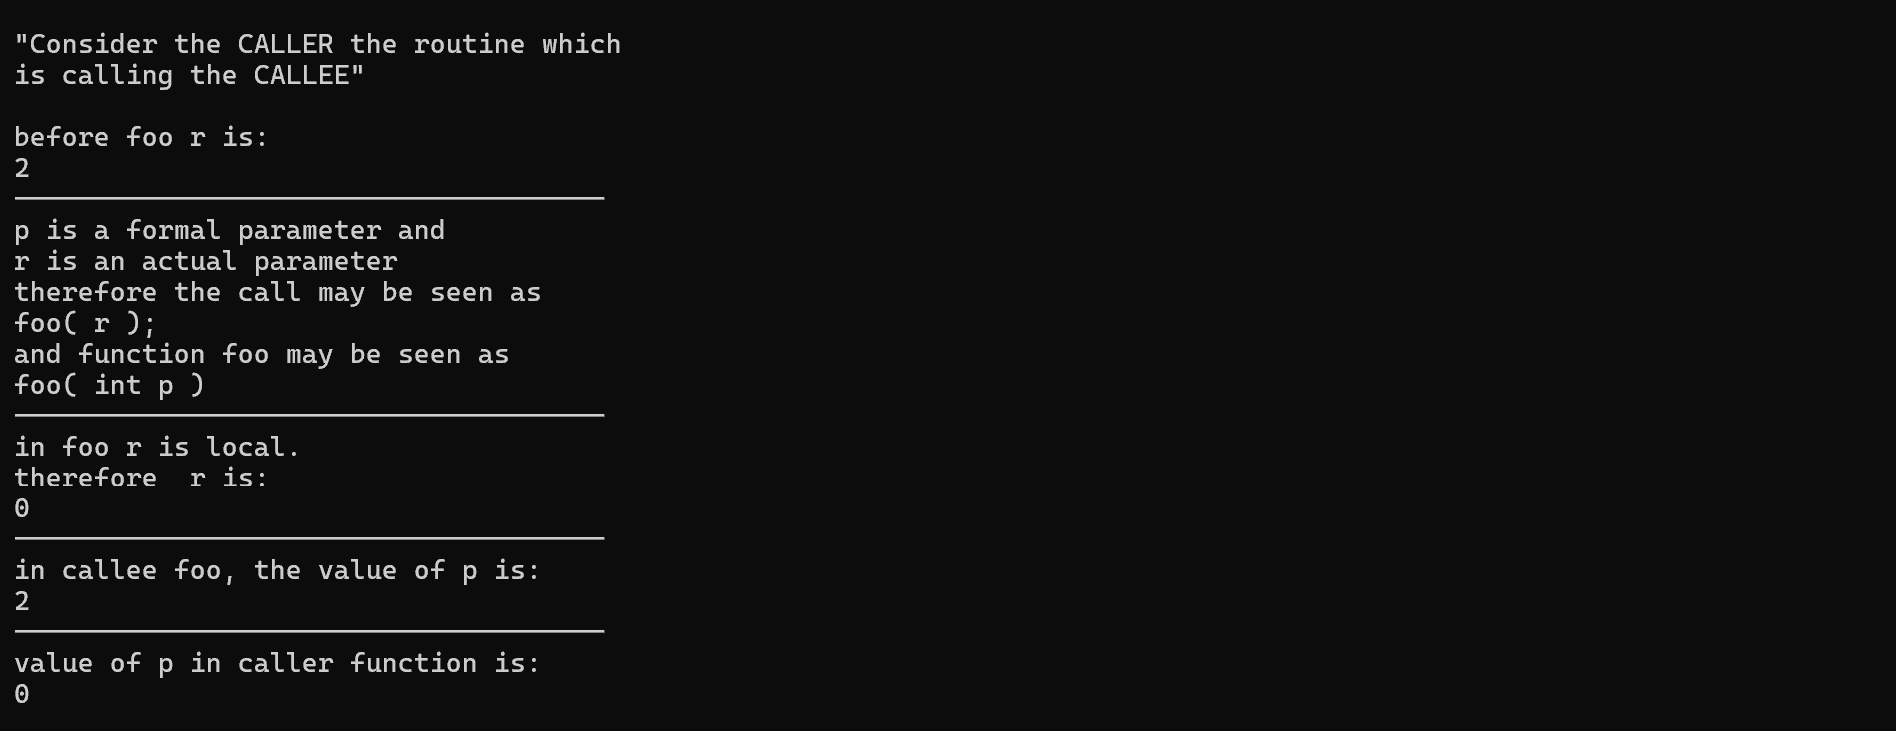 "Consider the CALLER the routine which
is calling the CALLEE"
before foo r is:
2
p is a formal parameter and
r is an actual parameter
therefore the call may be seen as
foo( r );
and function foo may be seen as
foo( int p )
in foo r is local.
therefore  r is:
0
in callee foo, the value of p is:
2
value of p in caller function is:
0